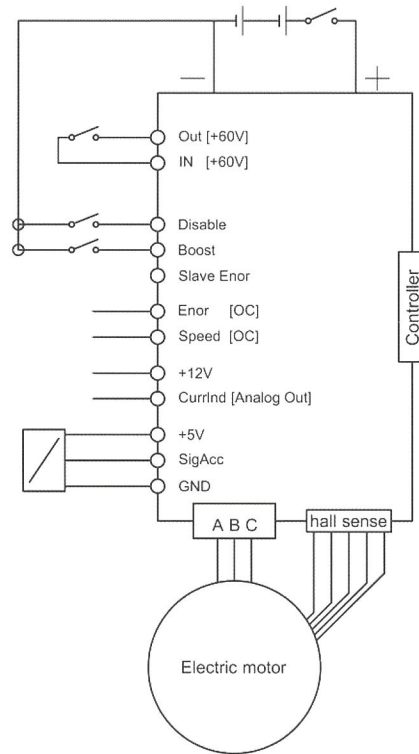 − +
Out [+60V]
IN [+60V]
Disable
Boost
Slave Enor
Enor [OC]
Speed [OC]
+12V
CurrInd [Analog Out]
+5V
SigAcc
GND
Controller
A B C
hall sense
Electric motor